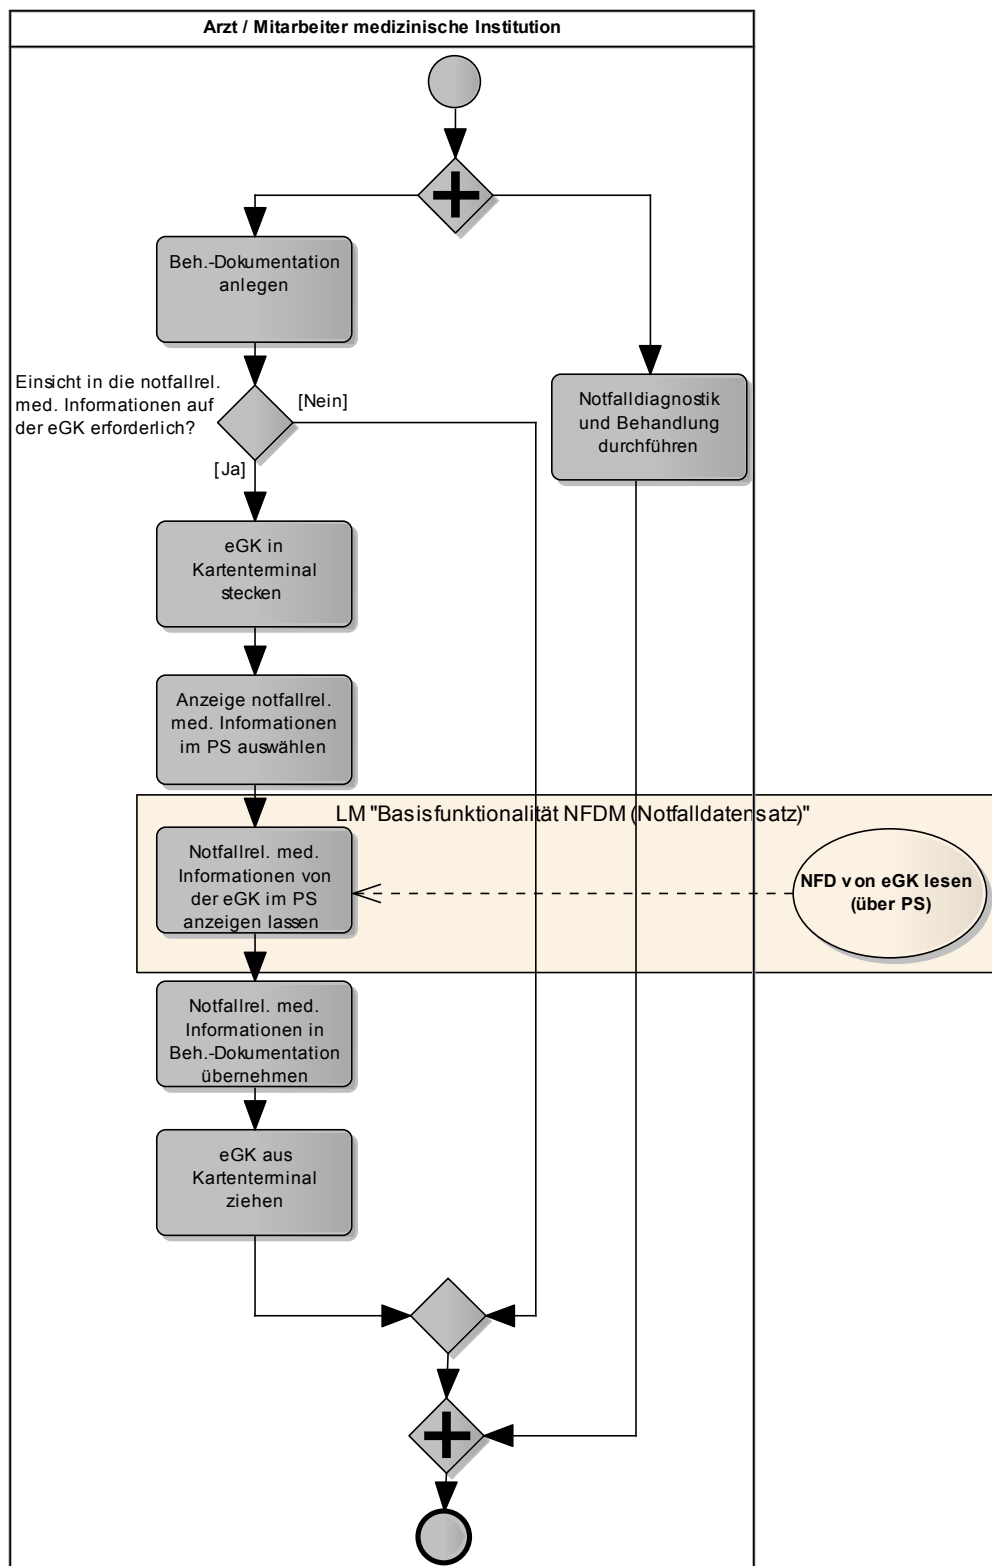 Arzt / Mitarbeiter medizinische Institution
Beh.-Dokumentation
anlegen
Einsicht in die notfallrel.
med. Informationen auf
der eGK erforderlich?
[Nein]
[Ja]
Notfalldiagnostik
und Behandlung
durchführen
eGK in
Kartenterminal
stecken
Anzeige notfallrel.
med. Informationen
im PS auswählen
LM "Basisfunktionalität NFDM (Notfalldatensatz)"
Notfallrel. med.
Informationen von
der eGK im PS
anzeigen lassen
NFD von eGK lesen
(über PS)
Notfallrel. med.
Informationen in
Beh.-Dokumentation
übernehmen
eGK aus
Kartenterminal
ziehen